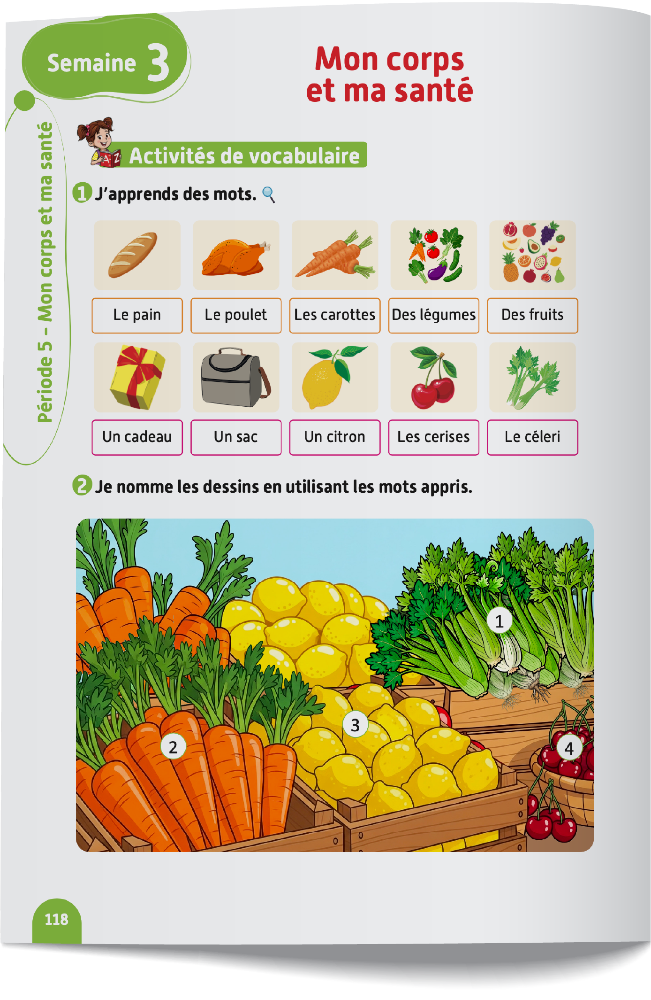 Semaine 3
Mon corps
et ma santé
Période 5 – Mon corps et ma santé
A-Z
Activités de vocabulaire
1 J'apprends des mots.
Le pain
Le poulet
Les carottes
Des légumes
Des fruits
Un cadeau
Un sac
Un citron
Les cerises
Le céleri
2 Je nomme les dessins en utilisant les mots appris.
1
2
3
4
118